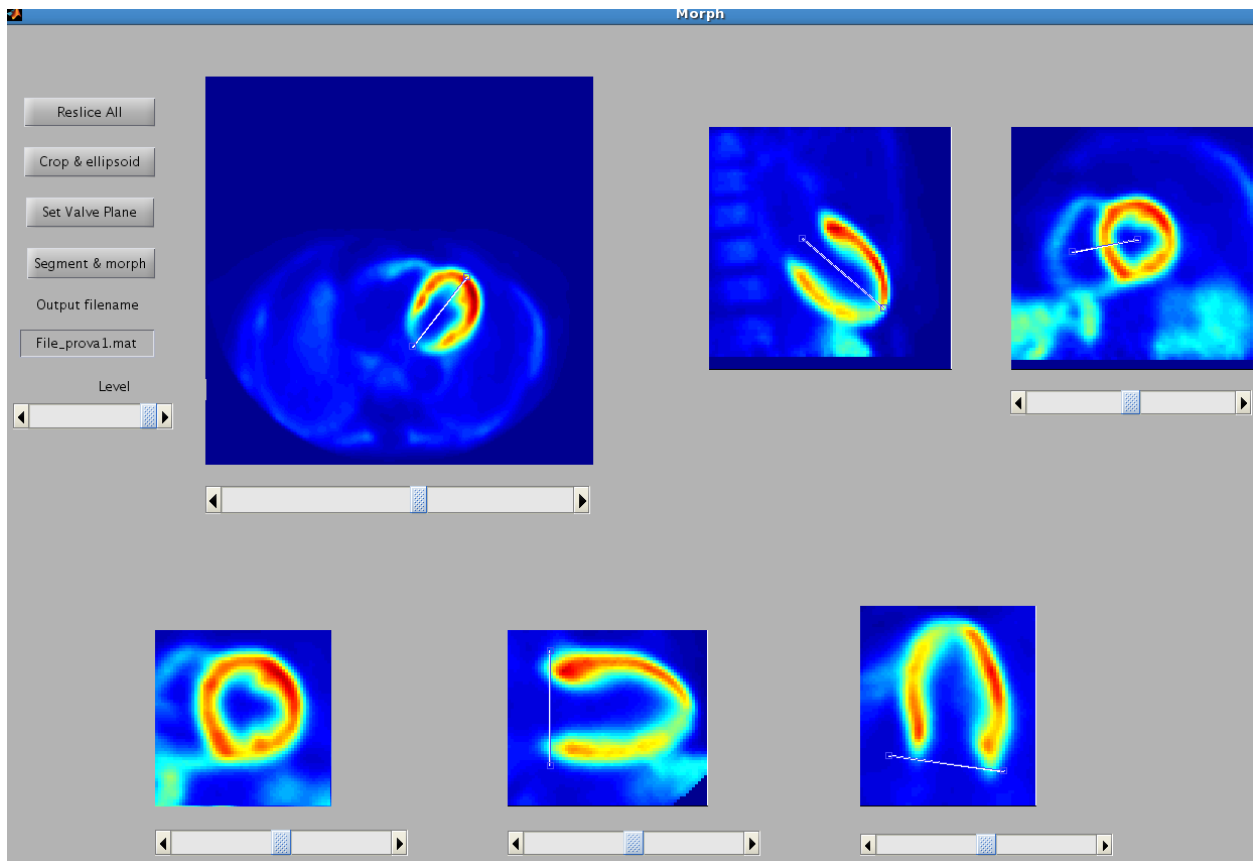 Morph
Reslice All
Crop & ellipsoid
Set Valve Plane
Segment & morph
Output filename
File_prova1.mat
Level